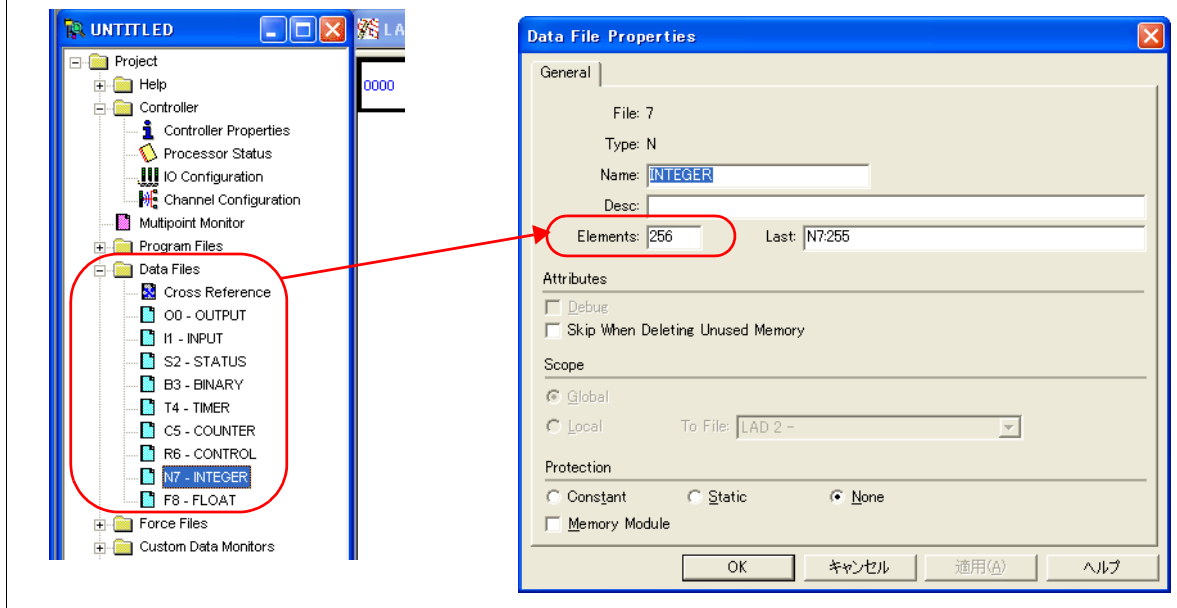 UNTITLED
Project
Help
Controller
Controller Properties
Processor Status
IO Configuration
Channel Configuration
Multipoint Monitor
Program Files
Data Files
Cross Reference
O0 - OUTPUT
I1 - INPUT
S2 - STATUS
B3 - BINARY
T4 - TIMER
C5 - COUNTER
R6 - CONTROL
N7 - INTEGER
F8 - FLOAT
Force Files
Custom Data Monitors
LA
0000
Data File Properties
General
File: 7
Type: N
Name: INTEGER
Desc:
Elements: 256 Last: N7:255
Attributes
Debug
Skip When Deleting Unused Memory
Scope
Global
Local To File: LAD 2 -
Protection
Constant Static None
Memory Module
OK キャンセル 適用(A) ヘルプ